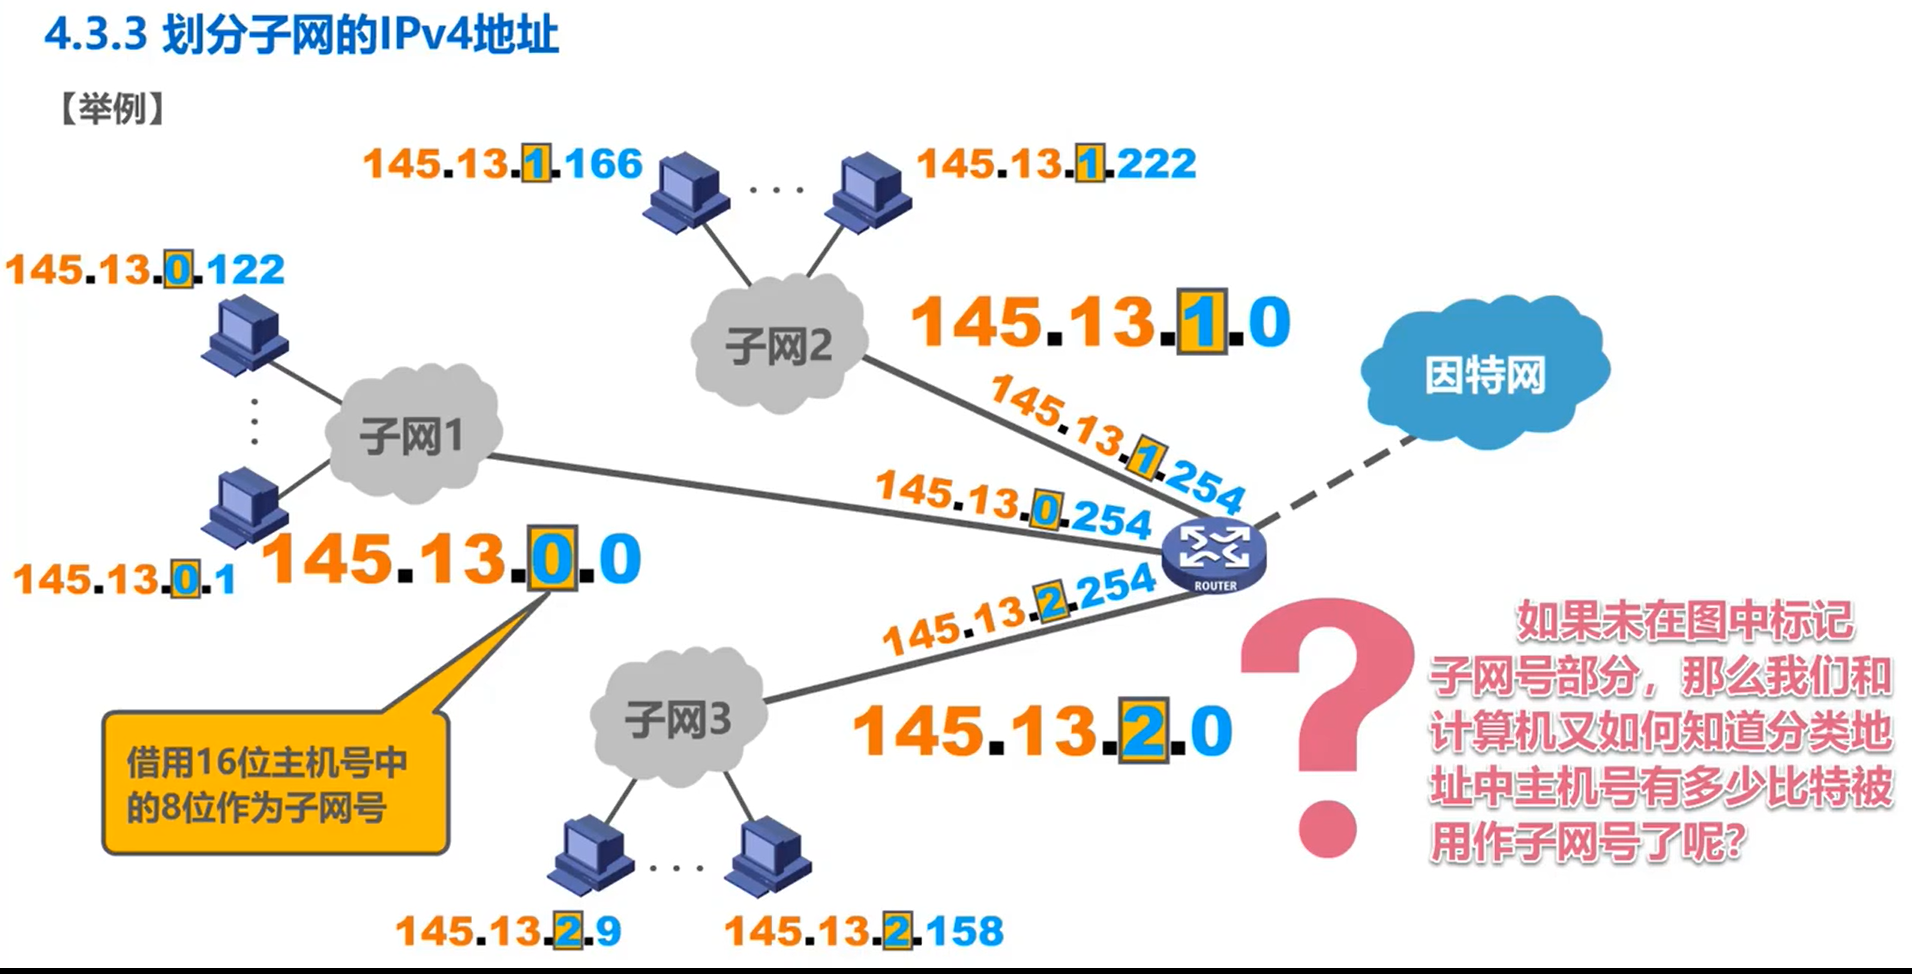 4.3.3 划分子网的IPv4地址
【举例】
145.13.1.166
145.13.1.222
145.13.0.122
子网2
145.13.1.0
因特网
子网1
145.13.1.254
145.13.0.254
145.13.0.1
145.13.0.0
ROUTER
145.13.2.254
如果未在图中标记
子网号部分，那么我们和
计算机又如何知道分类地
址中主机号有多少比特被
用作子网号了呢？
子网3
145.13.2.0
借用16位主机号中
的8位作为子网号
145.13.2.9
145.13.2.158